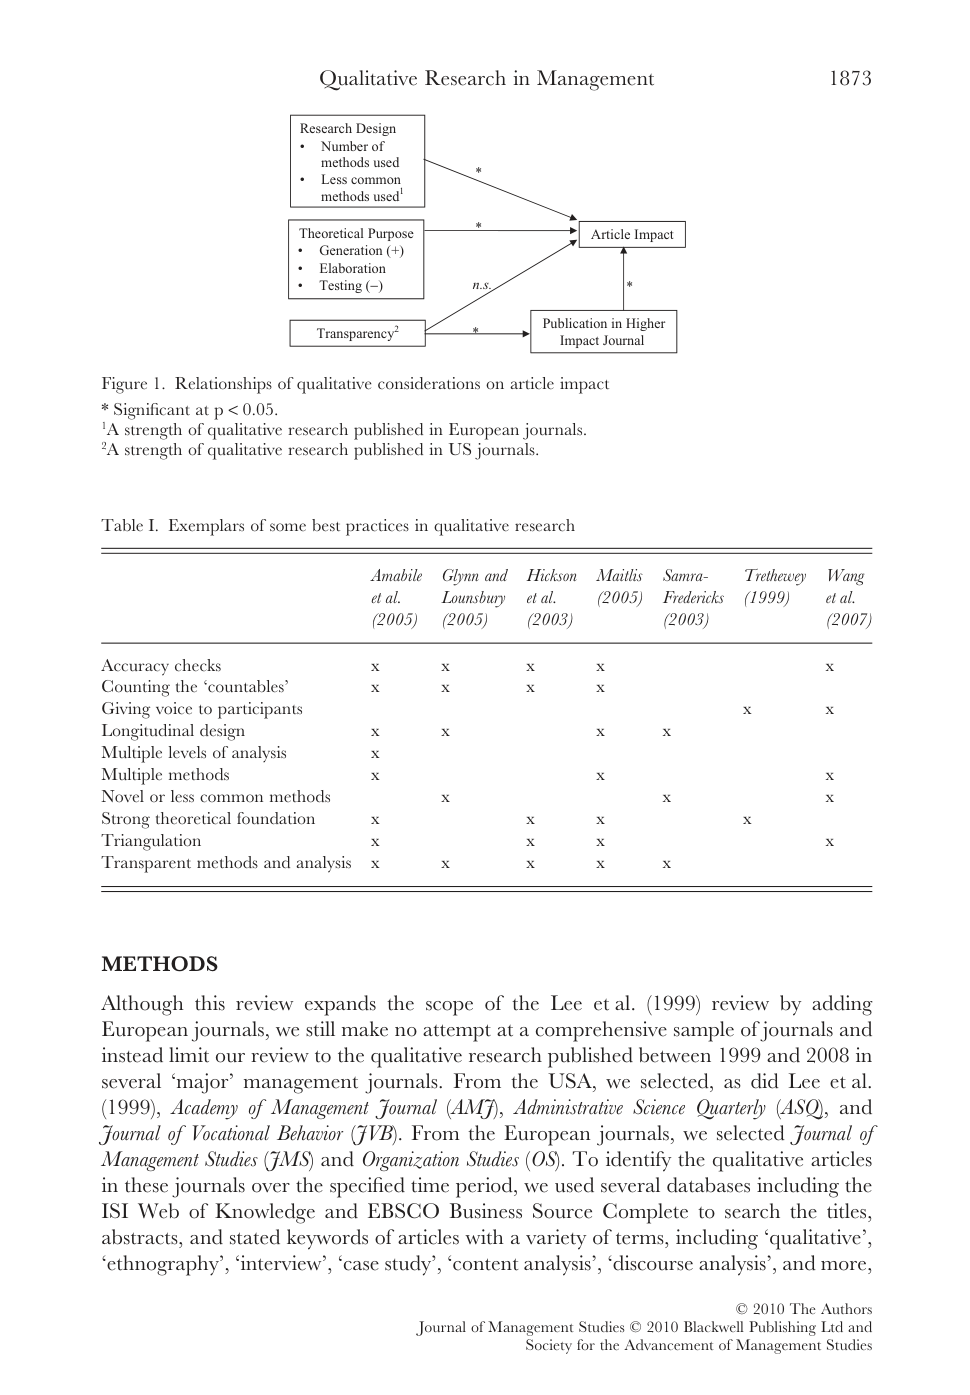 Qualitative Research in Management 1873
Research Design
• Number of
methods used
• Less common
methods used1
*
Theoretical Purpose
• Generation (+)
• Elaboration
• Testing (–)
*
Article Impact
n.s.
*
Transparency2
*
Publication in Higher
Impact Journal
Figure 1. Relationships of qualitative considerations on article impact
* Significant at p < 0.05.
1A strength of qualitative research published in European journals.
2A strength of qualitative research published in US journals.
Table I. Exemplars of some best practices in qualitative research
Amabile Glynn and Hickson Maitlis Samra- Trethewey Wang
et al. Lounsbury et al. (2005) Fredericks (1999) et al.
(2005) (2005) (2003) (2003) (2007)
Accuracy checks x x x x x
Counting the ‘countables’ x x x x
Giving voice to participants x x
Longitudinal design x x x x
Multiple levels of analysis x
Multiple methods x x x
Novel or less common methods x x x
Strong theoretical foundation x x x x
Triangulation x x x x
Transparent methods and analysis x x x x x
METHODS
Although this review expands the scope of the Lee et al. (1999) review by adding
European journals, we still make no attempt at a comprehensive sample of journals and
instead limit our review to the qualitative research published between 1999 and 2008 in
several ‘major’ management journals. From the USA, we selected, as did Lee et al.
(1999), Academy of Management Journal (AMJ), Administrative Science Quarterly (ASQ), and
Journal of Vocational Behavior (JVB). From the European journals, we selected Journal of
Management Studies (JMS) and Organization Studies (OS). To identify the qualitative articles
in these journals over the specified time period, we used several databases including the
ISI Web of Knowledge and EBSCO Business Source Complete to search the titles,
abstracts, and stated keywords of articles with a variety of terms, including ‘qualitative’,
‘ethnography’, ‘interview’, ‘case study’, ‘content analysis’, ‘discourse analysis’, and more,
© 2010 The Authors
Journal of Management Studies © 2010 Blackwell Publishing Ltd and
Society for the Advancement of Management Studies